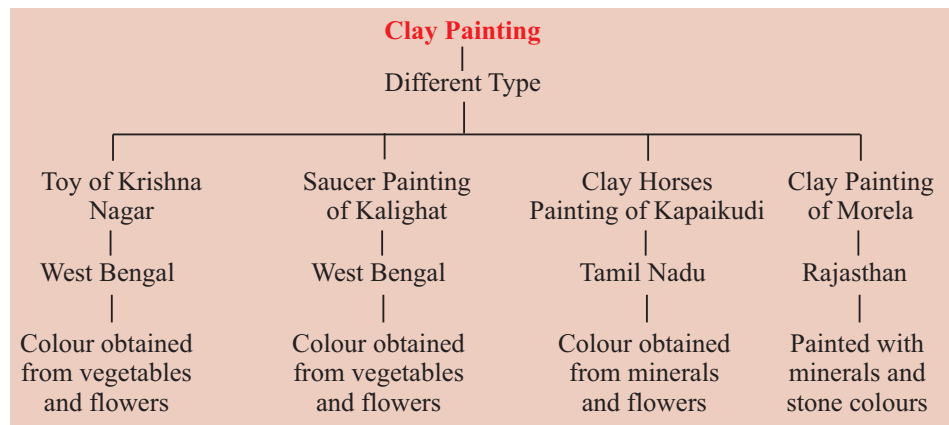 Clay Painting
Different Type
Toy of Krishna
Nagar
Saucer Painting
of Kalighat
Clay Horses
Painting of Kapaikudi
Clay Painting
of Morela
West Bengal
West Bengal
Tamil Nadu
Rajasthan
Colour obtained
from vegetables
and flowers
Colour obtained
from vegetables
and flowers
Colour obtained
from minerals
and flowers
Painted with
minerals and
stone colours